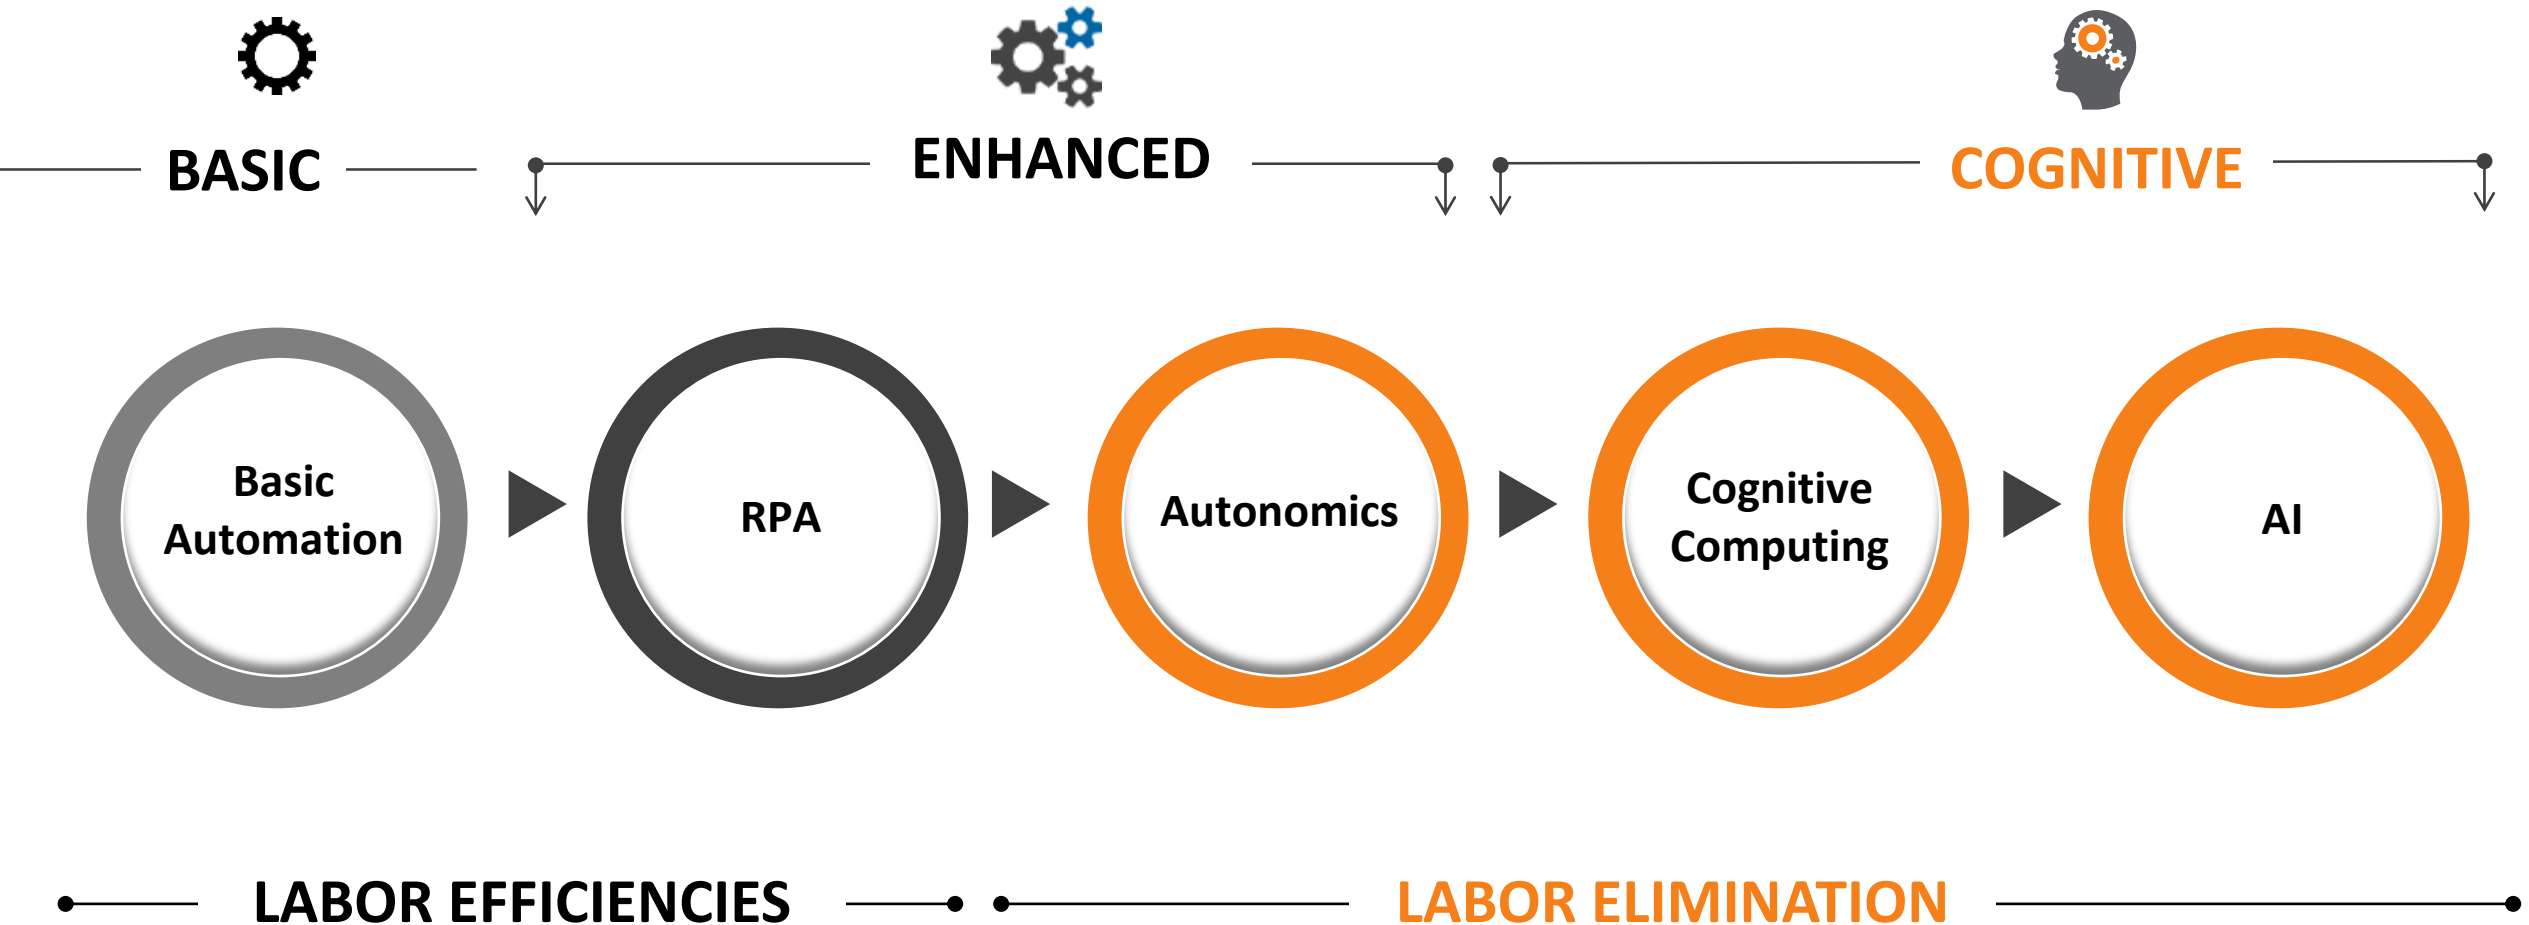 BASIC
ENHANCED
COGNITIVE
Basic
Automation
RPA
Autonomics
Cognitive
Computing
AI
LABOR EFFICIENCIES
LABOR ELIMINATION